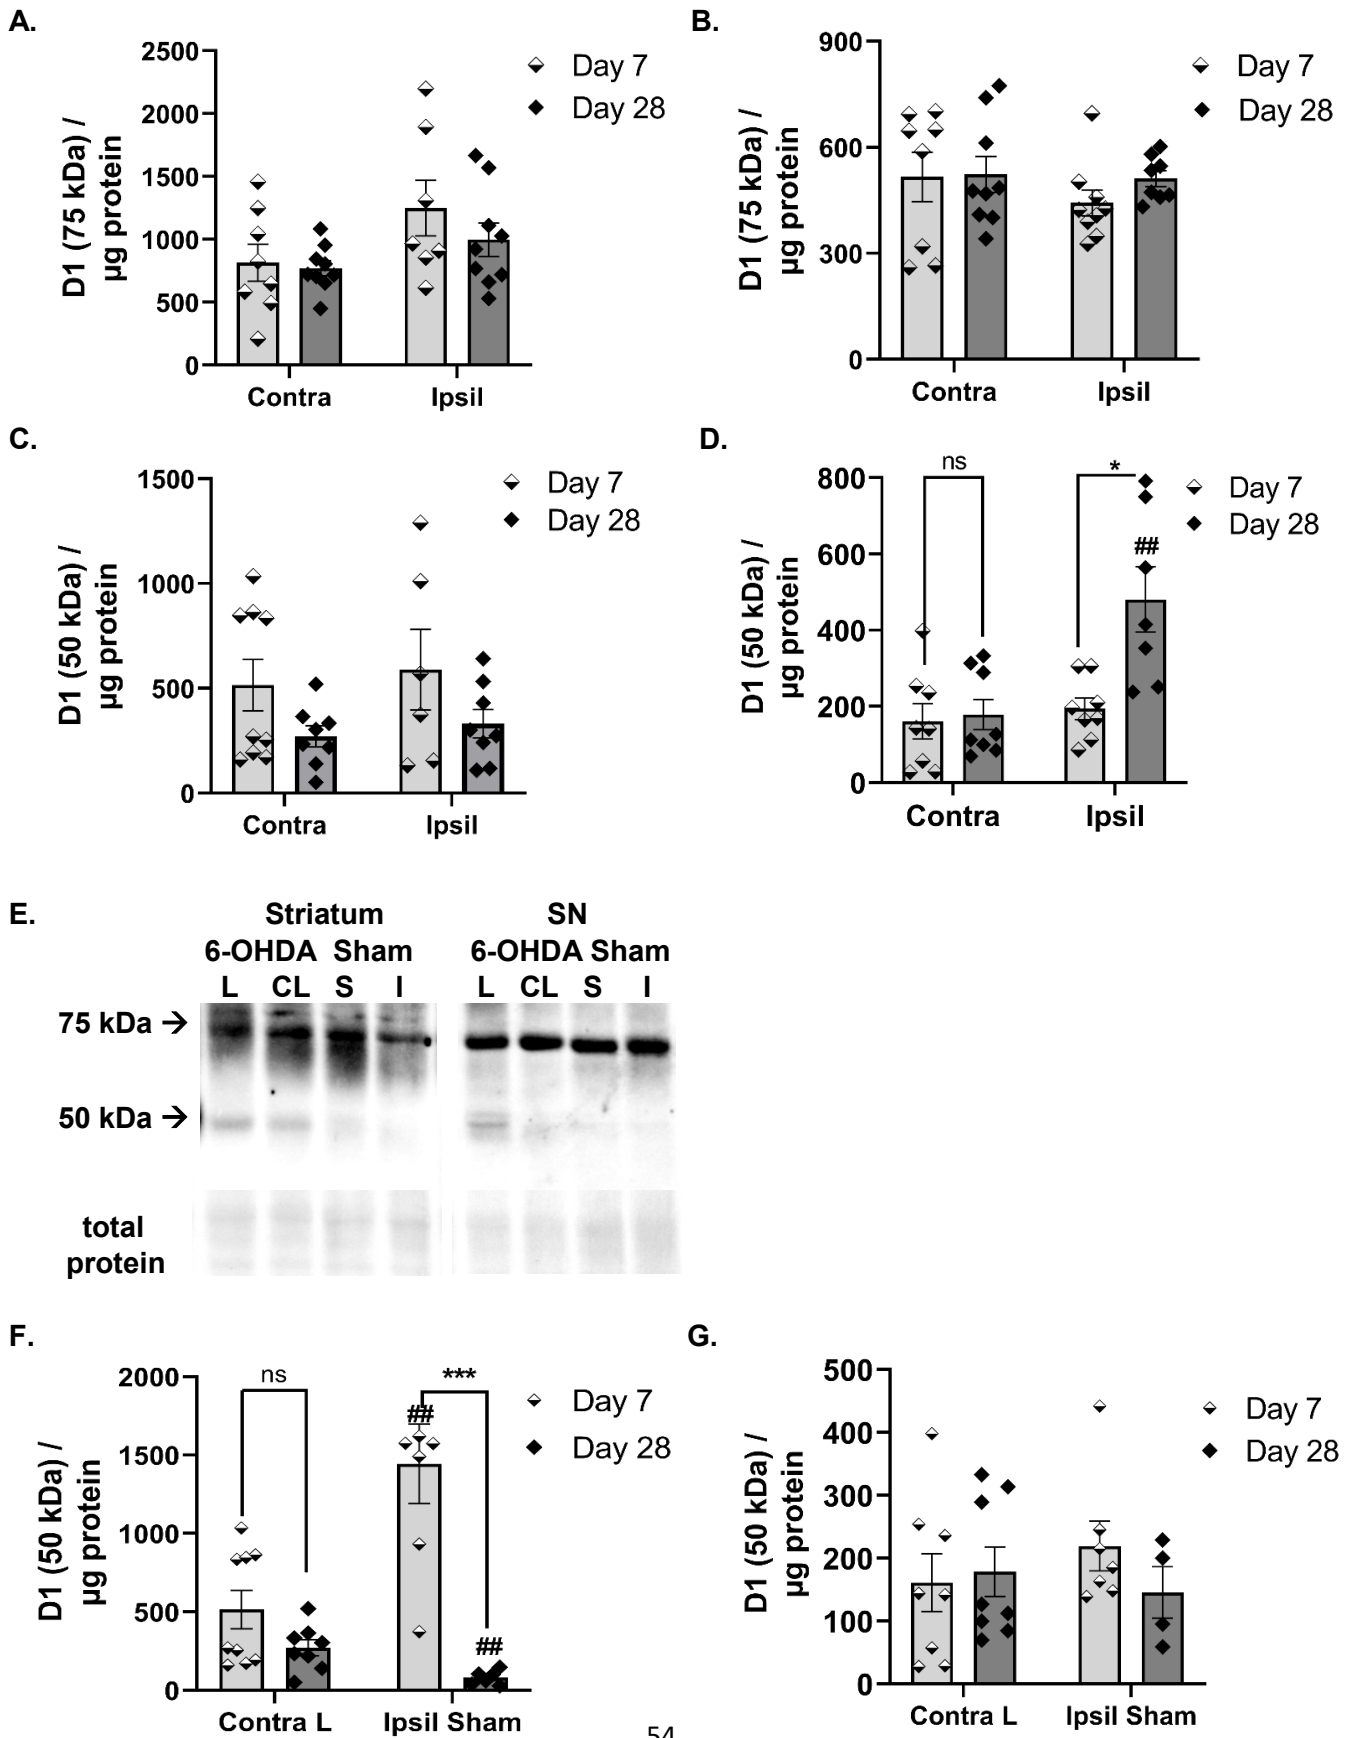 A.
D1 (75 kDa) /
µg protein
2500
2000
1500
1000
500
0
Contra
Ipsil
Day 7
Day 28
B.
D1 (75 kDa) /
µg protein
900
600
300
0
Contra
Ipsil
Day 7
Day 28
C.
D1 (50 kDa) /
µg protein
1500
1000
500
0
Contra
Ipsil
Day 7
Day 28
D.
D1 (50 kDa) /
µg protein
800
600
400
200
0
ns
*
##
Contra
Ipsil
Day 7
Day 28
E.
Striatum
6-OHDA Sham
L CL S I
SN
6-OHDA Sham
L CL S I
75 kDa →
50 kDa →
total
protein
F.
D1 (50 kDa) /
µg protein
2000
1500
1000
500
0
ns
***
##
##
Contra L
Ipsil Sham
Day 7
Day 28
G.
D1 (50 kDa) /
µg protein
500
400
300
200
100
0
Contra L
Ipsil Sham
Day 7
Day 28
54